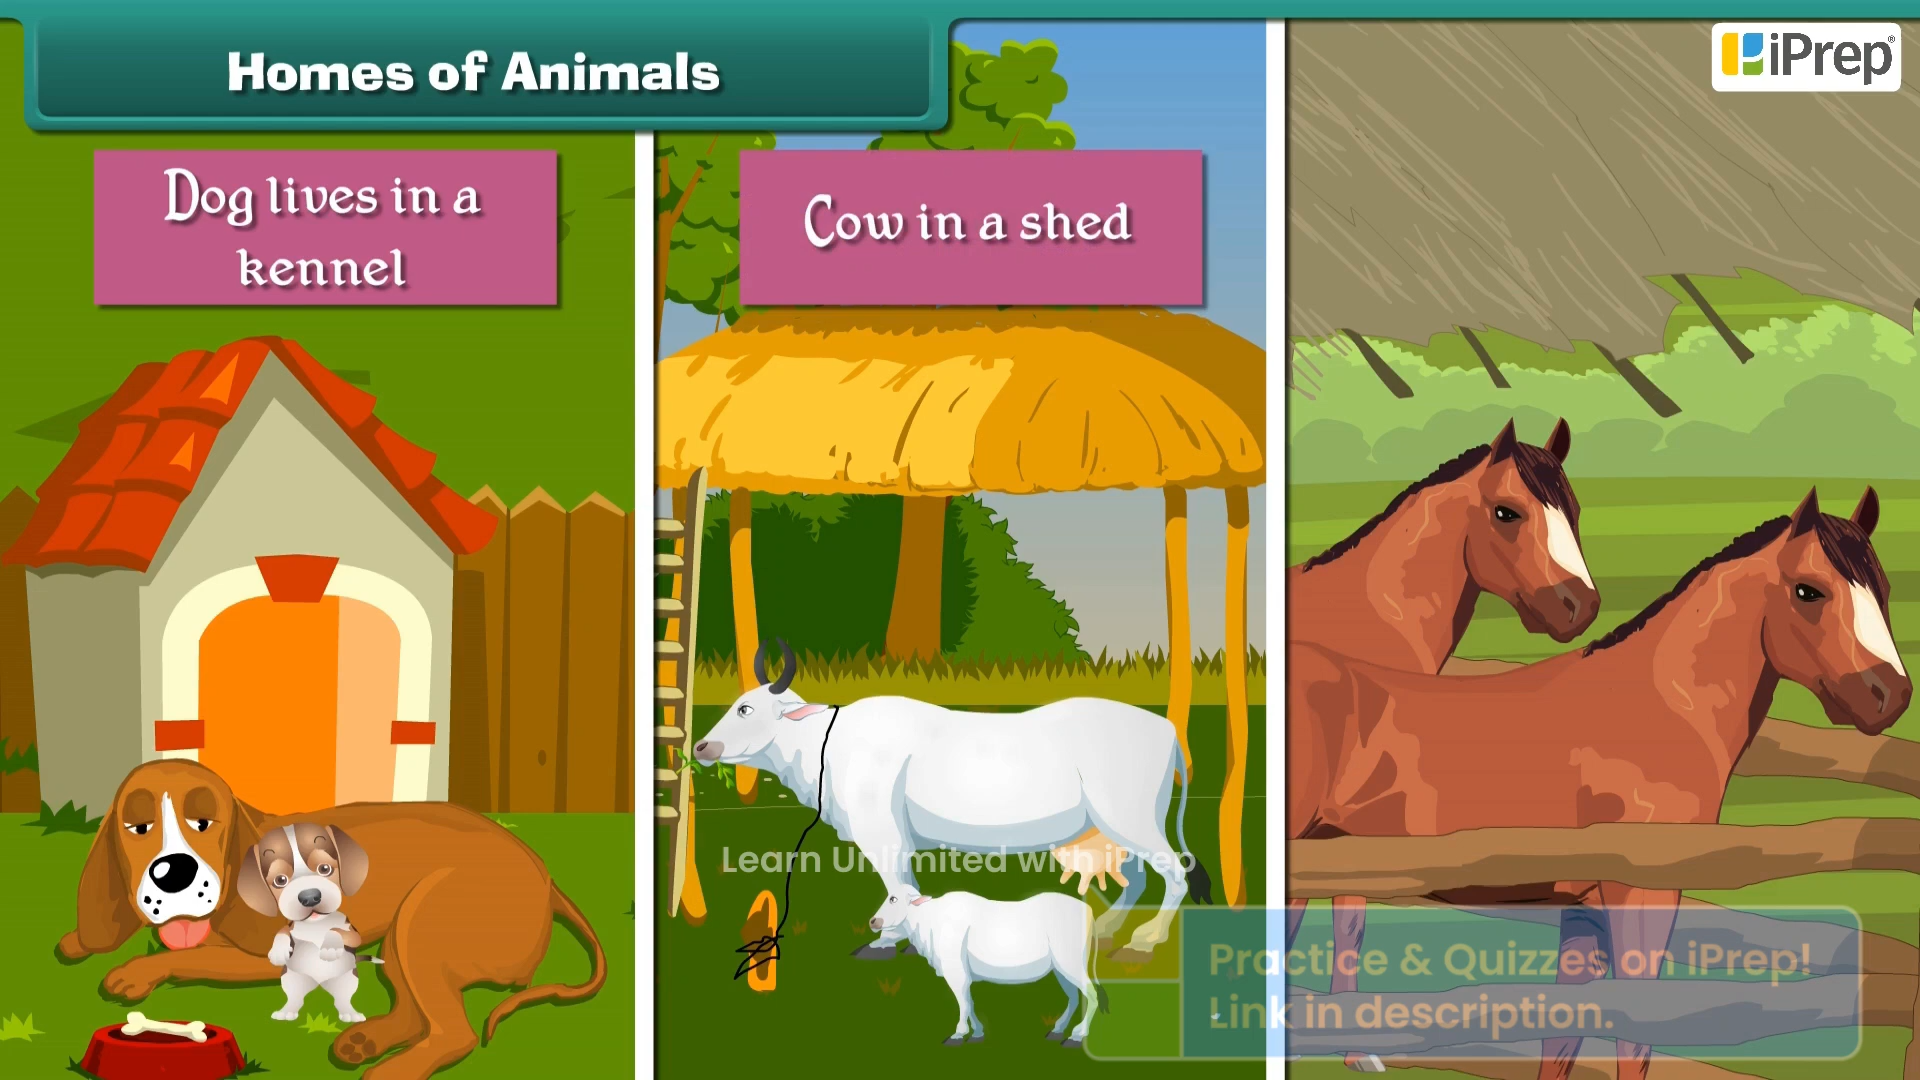 Homes of Animals
iPrep®
Dog lives in a
kennel
Cow in a shed
Learn Unlimited with iPrep
Practice & Quizzes on iPrep!
Link in description.